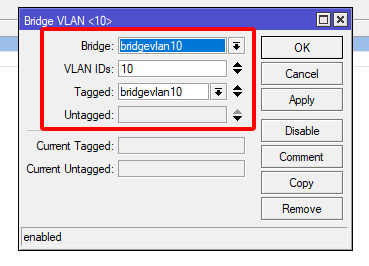 Bridge VLAN <10>
Bridge: bridgevlan10
OK
VLAN IDs: 10
Cancel
Tagged: bridgevlan10
Apply
Untagged:
Disable
Current Tagged:
Comment
Current Untagged:
Copy
Remove
enabled